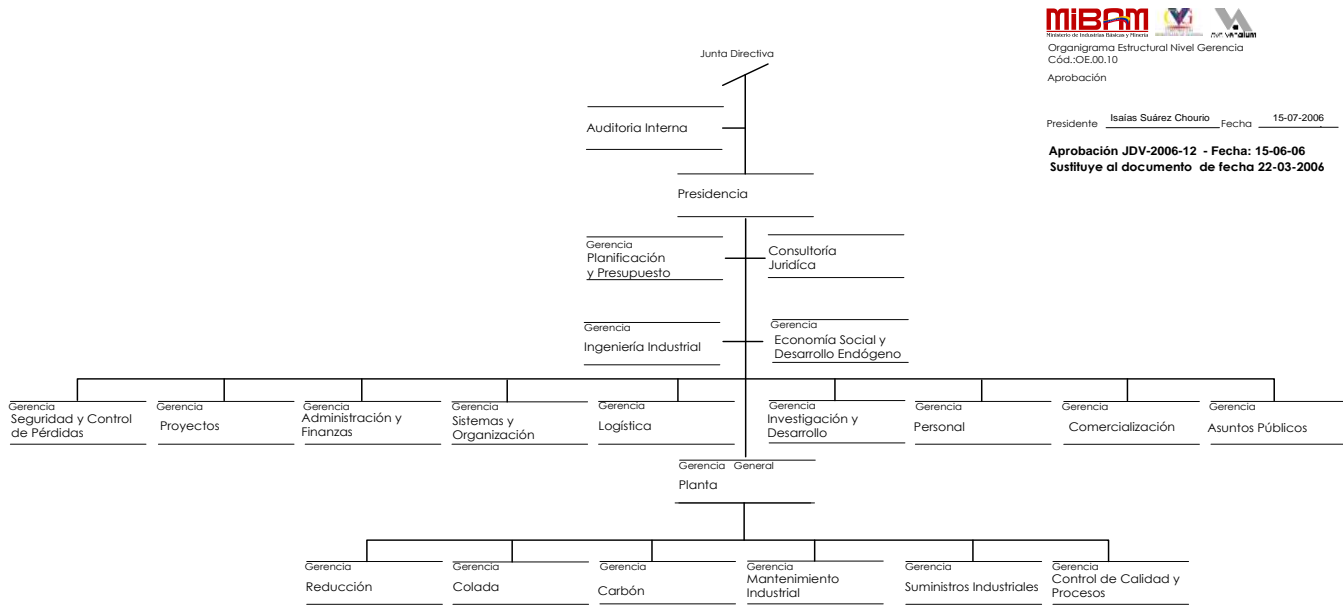 MiBAM
Ministerio de Industrias Básicas y Minería
Organigrama Estructural Nivel Gerencia
Cód.:OE.00.10
Aprobación
Presidente Isaías Suárez Chourio Fecha 15-07-2006
Aprobación JDV-2006-12 - Fecha: 15-06-06
Sustituye al documento de fecha 22-03-2006
Junta Directiva
Auditoria Interna
Presidencia
Gerencia
Planificación
y Presupuesto
Consultoría
Juridíca
Gerencia
Ingeniería Industrial
Gerencia
Economía Social y
Desarrollo Endógeno
Gerencia
Seguridad y Control
de Pérdidas
Gerencia
Proyectos
Gerencia
Administración y
Finanzas
Gerencia
Sistemas y
Organización
Gerencia
Logística
Gerencia
Investigación y
Desarrollo
Gerencia
Personal
Gerencia
Comercialización
Gerencia
Asuntos Públicos
Gerencia General
Planta
Gerencia
Reducción
Gerencia
Colada
Gerencia
Carbón
Gerencia
Mantenimiento
Industrial
Gerencia
Suministros Industriales
Gerencia
Control de Calidad y
Procesos